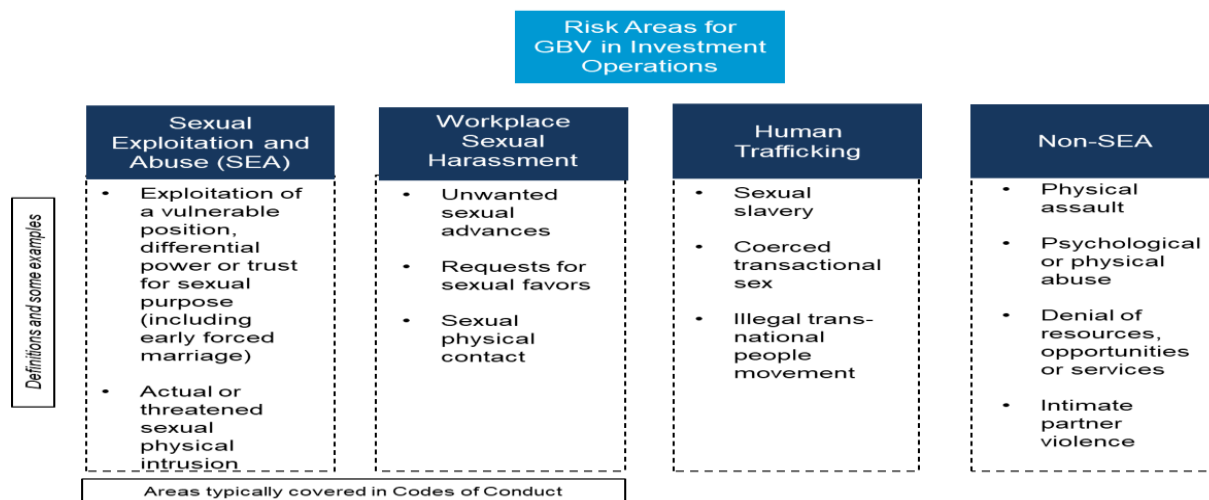 Risk Areas for
GBV in Investment
Operations
Sexual
Exploitation and
Abuse (SEA)
Workplace
Sexual
Harassment
Human
Trafficking
Non-SEA
Definitions and some examples
• Exploitation of
a vulnerable
position,
differential
power or trust
for sexual
purpose
(including
early forced
marriage)
• Actual or
threatened
sexual
physical
intrusion
• Unwanted
sexual
advances
• Requests for
sexual favors
• Sexual
physical
contact
• Sexual
slavery
• Coerced
transactional
sex
• Illegal trans-
national
people
movement
• Physical
assault
• Psychological
or physical
abuse
• Denial of
resources,
opportunities
or services
• Intimate
partner
violence
Areas typically covered in Codes of Conduct